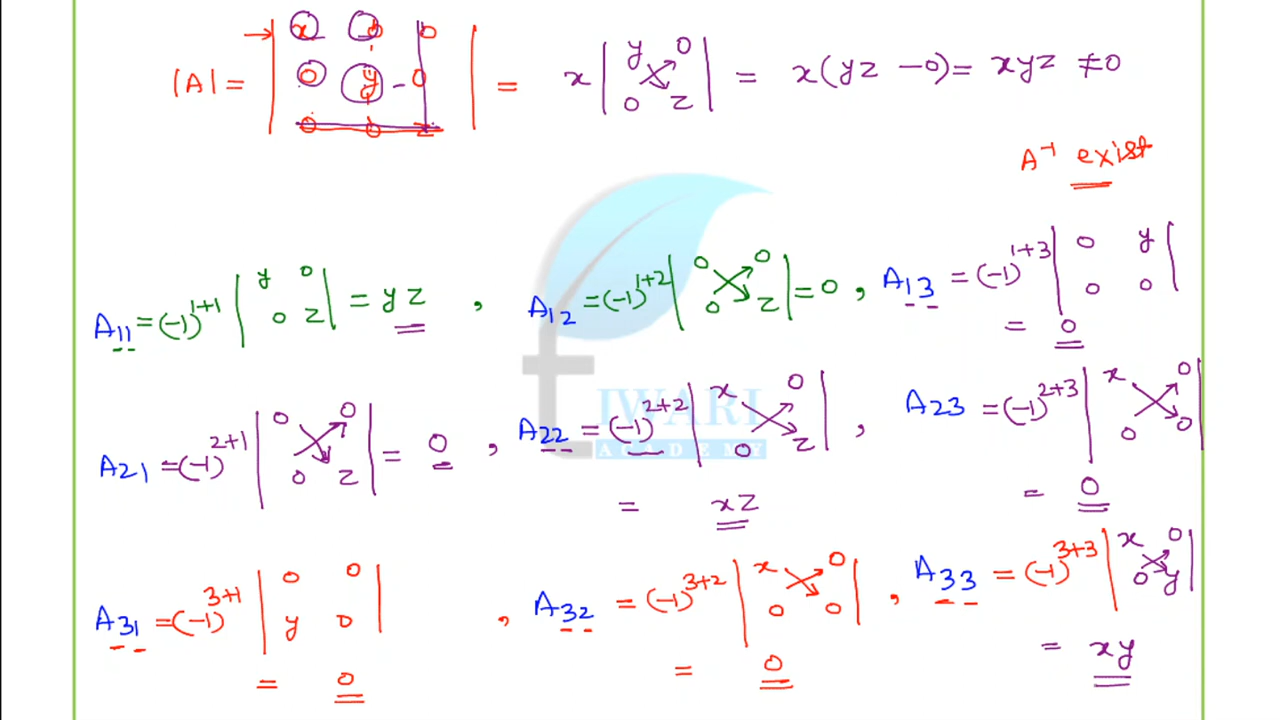 |A| = | x 0 0 | = x | y 0 | = x(yz - 0) = xyz ≠ 0
| 0 y 0 | | 0 z |
| 0 0 z |
A⁻¹ exist
A₁₁ = (-1)¹⁺¹ | y 0 | = yz , A₁₂ = (-1)¹⁺² | 0 0 | = 0 , A₁₃ = (-1)¹⁺³ | 0 y |
| 0 z | | 0 z | | 0 0 |
= 0
A₂₁ = (-1)²⁺¹ | 0 0 | = 0 , A₂₂ = (-1)²⁺² | x 0 | , A₂₃ = (-1)²⁺³ | x 0 |
| 0 z | | 0 z | | 0 0 |
= xz = 0
A₃₁ = (-1)³⁺¹ | 0 0 | , A₃₂ = (-1)³⁺² | x 0 | , A₃₃ = (-1)³⁺³ | x 0 |
| y 0 | | 0 0 | | 0 y |
= 0 = 0 = xy
TIWARI
ACADEMY